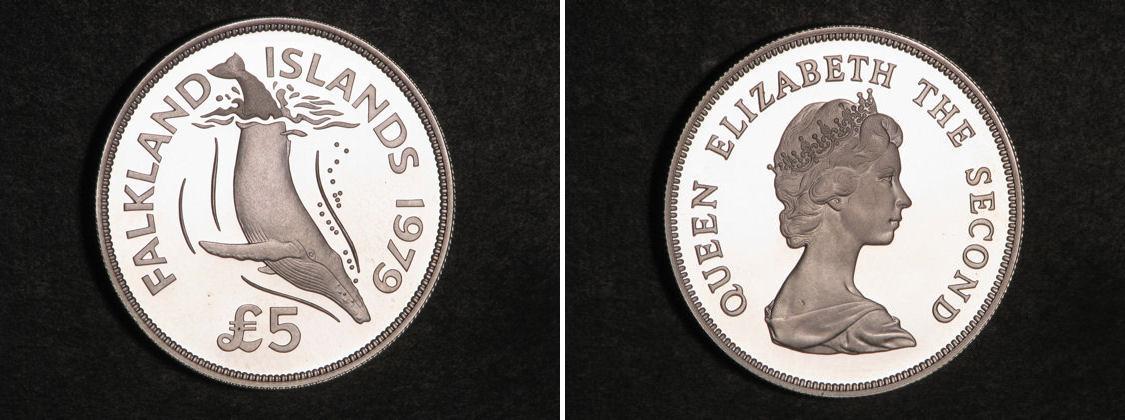 FALKLAND ISLANDS 1979
£5
QUEEN ELIZABETH THE SECOND